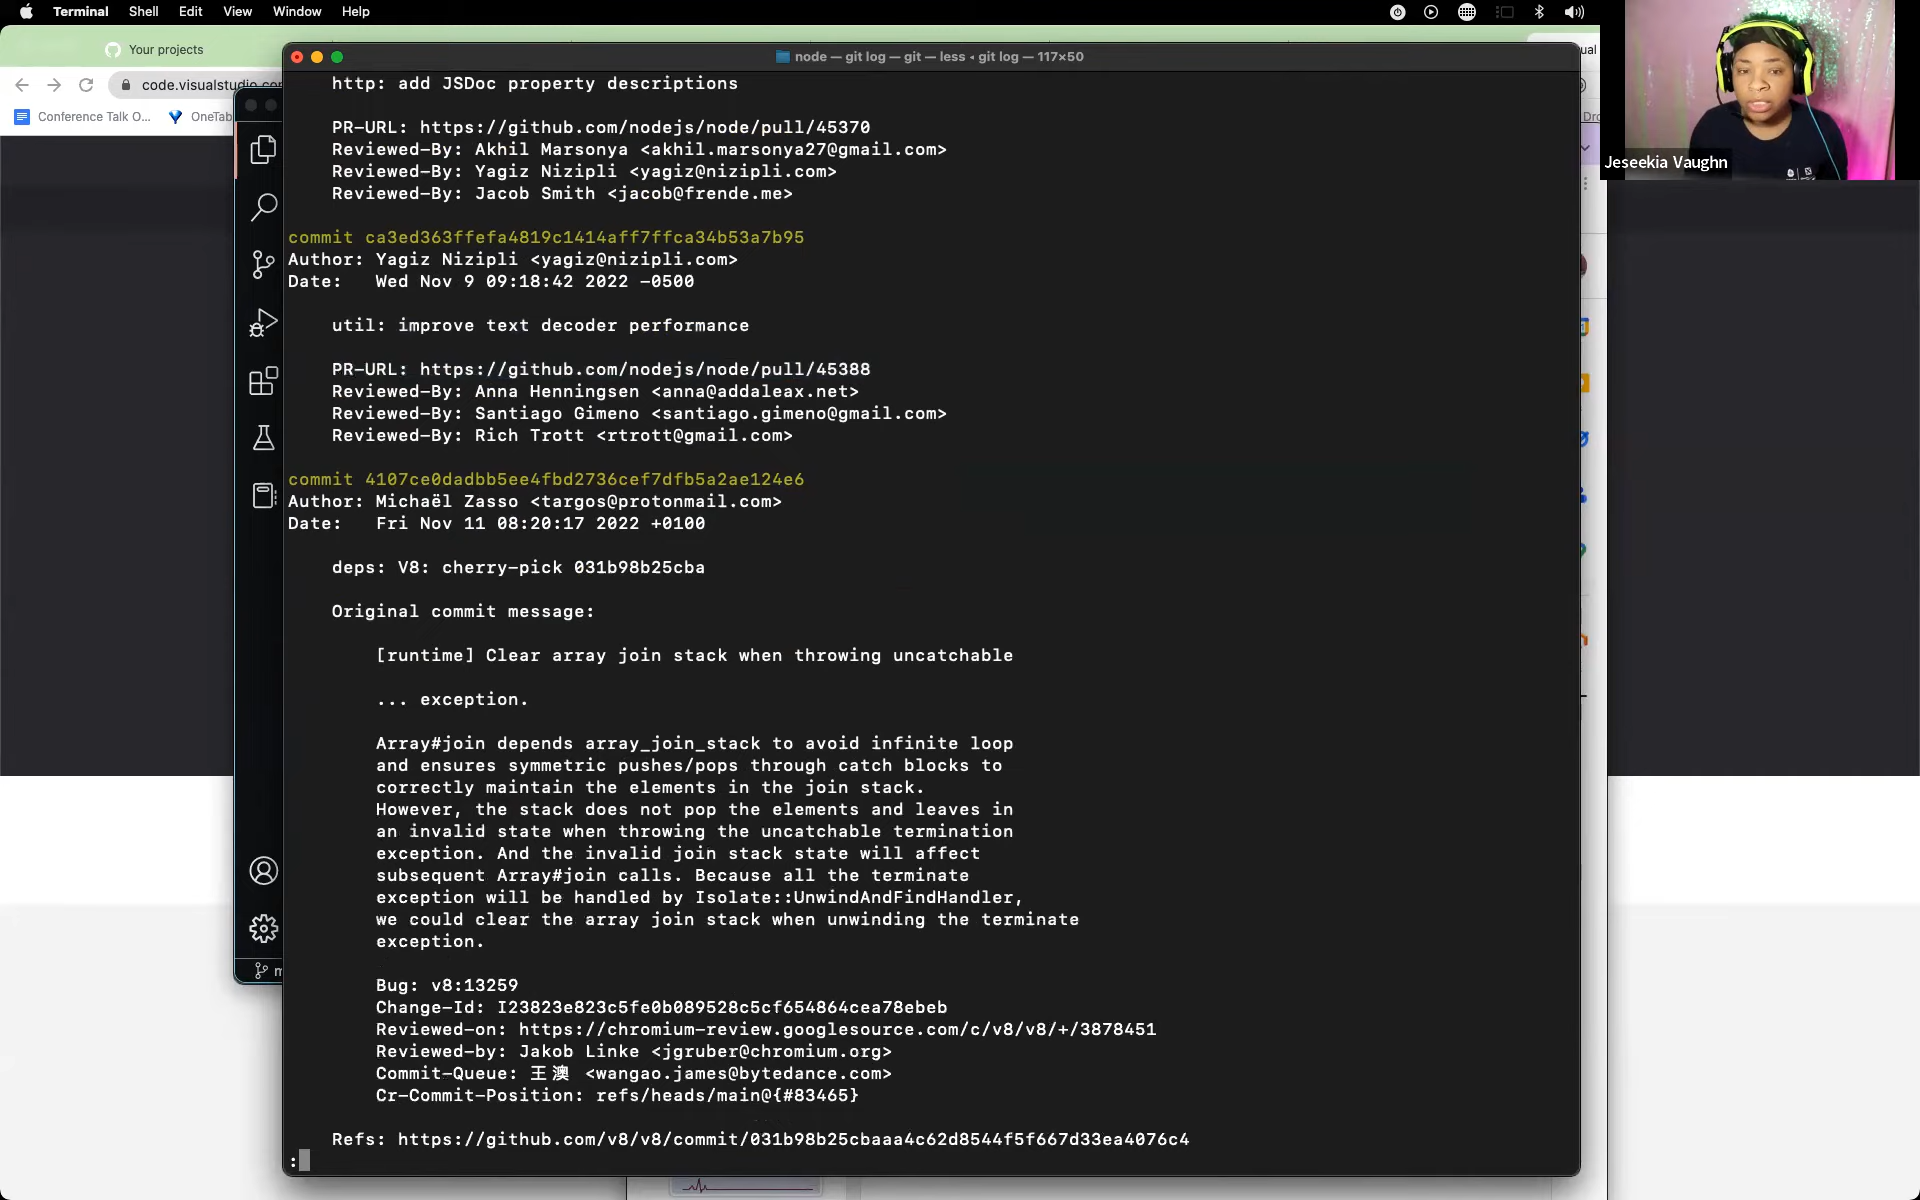 Terminal Shell Edit View Window Help
Your projects
node — git log — git — less ◂ git log — 117×50
code.visualstudio.com
Conference Talk O...
OneTab
Jeseekia Vaughn
http: add JSDoc property descriptions
PR-URL: https://github.com/nodejs/node/pull/45370
Reviewed-By: Akhil Marsonya <akhil.marsonya27@gmail.com>
Reviewed-By: Yagiz Nizipli <yagiz@nizipli.com>
Reviewed-By: Jacob Smith <jacob@frende.me>
commit ca3ed363ffefa4819c1414aff7ffca34b53a7b95
Author: Yagiz Nizipli <yagiz@nizipli.com>
Date:   Wed Nov 9 09:18:42 2022 -0500
util: improve text decoder performance
PR-URL: https://github.com/nodejs/node/pull/45388
Reviewed-By: Anna Henningsen <anna@addaleax.net>
Reviewed-By: Santiago Gimeno <santiago.gimeno@gmail.com>
Reviewed-By: Rich Trott <rtrott@gmail.com>
commit 4107ce0dadbb5ee4fbd2736cef7dfb5a2ae124e6
Author: Michaël Zasso <targos@protonmail.com>
Date:   Fri Nov 11 08:20:17 2022 +0100
deps: V8: cherry-pick 031b98b25cba
Original commit message:
[runtime] Clear array join stack when throwing uncatchable
... exception.
Array#join depends array_join_stack to avoid infinite loop
and ensures symmetric pushes/pops through catch blocks to
correctly maintain the elements in the join stack.
However, the stack does not pop the elements and leaves in
an invalid state when throwing the uncatchable termination
exception. And the invalid join stack state will affect
subsequent Array#join calls. Because all the terminate
exception will be handled by Isolate::UnwindAndFindHandler,
we could clear the array join stack when unwinding the terminate
exception.
Bug: v8:13259
Change-Id: I23823e823c5fe0b089528c5cf654864cea78ebeb
Reviewed-on: https://chromium-review.googlesource.com/c/v8/v8/+/3878451
Reviewed-by: Jakob Linke <jgruber@chromium.org>
Commit-Queue: 王澳 <wangao.james@bytedance.com>
Cr-Commit-Position: refs/heads/main@{#83465}
Refs: https://github.com/v8/v8/commit/031b98b25cbaaa4c62d8544f5f667d33ea4076c4
: